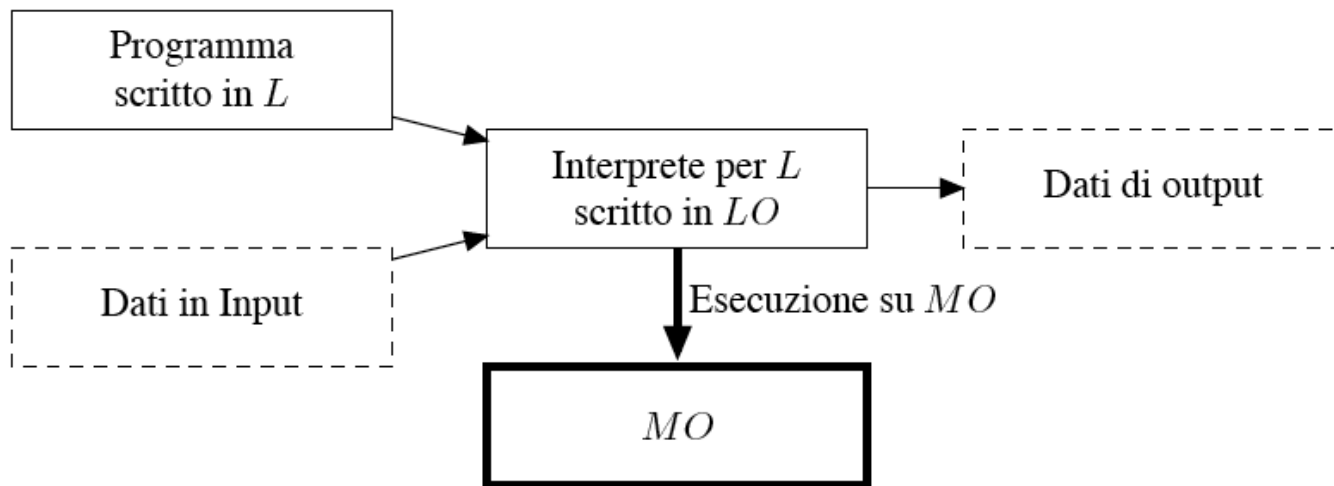 Programma
scritto in L
Interprete per L
scritto in LO
Dati di output
Dati in Input
Esecuzione su MO
MO